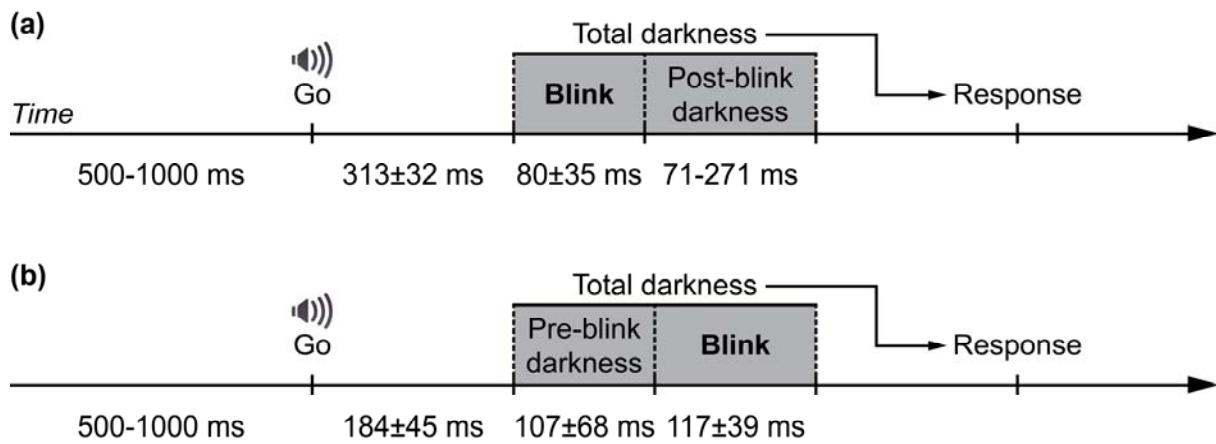 (a)
Total darkness
Go
Blink
Post-blink
darkness
Response
Time
500-1000 ms
313±32 ms
80±35 ms
71-271 ms
(b)
Total darkness
Go
Pre-blink
darkness
Blink
Response
500-1000 ms
184±45 ms
107±68 ms
117±39 ms